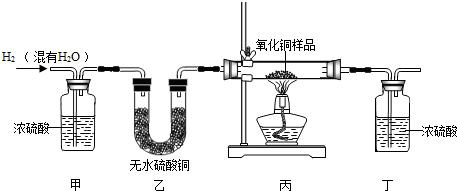 H₂（混有H₂O）
氧化铜样品
浓硫酸
无水硫酸铜
浓硫酸
甲 乙 丙 丁